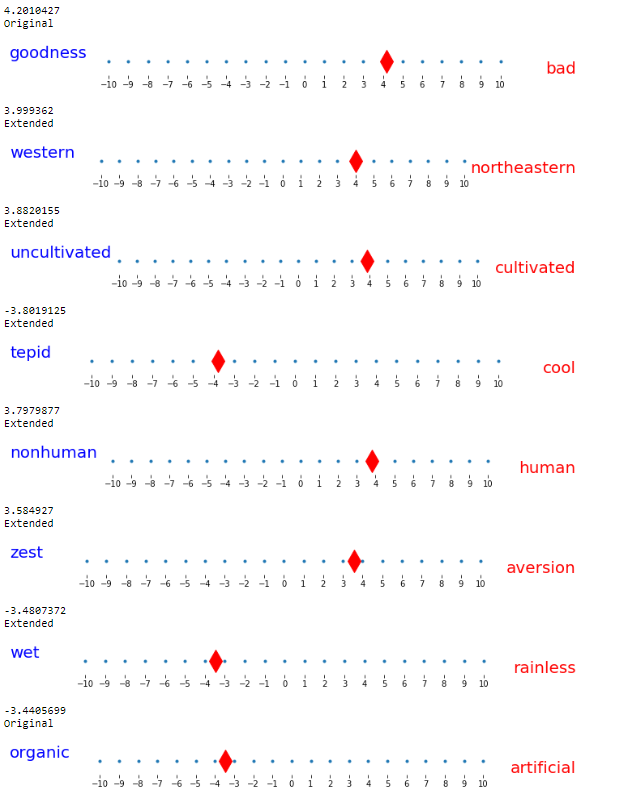 4.2010427
Original
goodness
bad
−10 −9 −8 −7 −6 −5 −4 −3 −2 −1 0 1 2 3 4 5 6 7 8 9 10
3.999362
Extended
western
northeastern
−10 −9 −8 −7 −6 −5 −4 −3 −2 −1 0 1 2 3 4 5 6 7 8 9 10
3.8820155
Extended
uncultivated
cultivated
−10 −9 −8 −7 −6 −5 −4 −3 −2 −1 0 1 2 3 4 5 6 7 8 9 10
-3.8019125
Extended
tepid
cool
−10 −9 −8 −7 −6 −5 −4 −3 −2 −1 0 1 2 3 4 5 6 7 8 9 10
3.7979877
Extended
nonhuman
human
−10 −9 −8 −7 −6 −5 −4 −3 −2 −1 0 1 2 3 4 5 6 7 8 9 10
3.584927
Extended
zest
aversion
−10 −9 −8 −7 −6 −5 −4 −3 −2 −1 0 1 2 3 4 5 6 7 8 9 10
-3.4807372
Extended
wet
rainless
−10 −9 −8 −7 −6 −5 −4 −3 −2 −1 0 1 2 3 4 5 6 7 8 9 10
-3.4405699
Original
organic
artificial
−10 −9 −8 −7 −6 −5 −4 −3 −2 −1 0 1 2 3 4 5 6 7 8 9 10